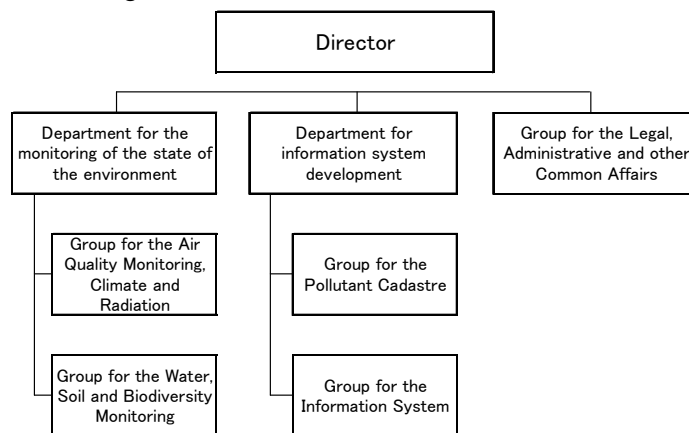 Director
Department for the
monitoring of the state of
the environment
Department for
information system
development
Group for the Legal,
Administrative and other
Common Affairs
Group for the Air
Quality Monitoring,
Climate and
Radiation
Group for the
Pollutant Cadastre
Group for the Water,
Soil and Biodiversity
Monitoring
Group for the
Information System